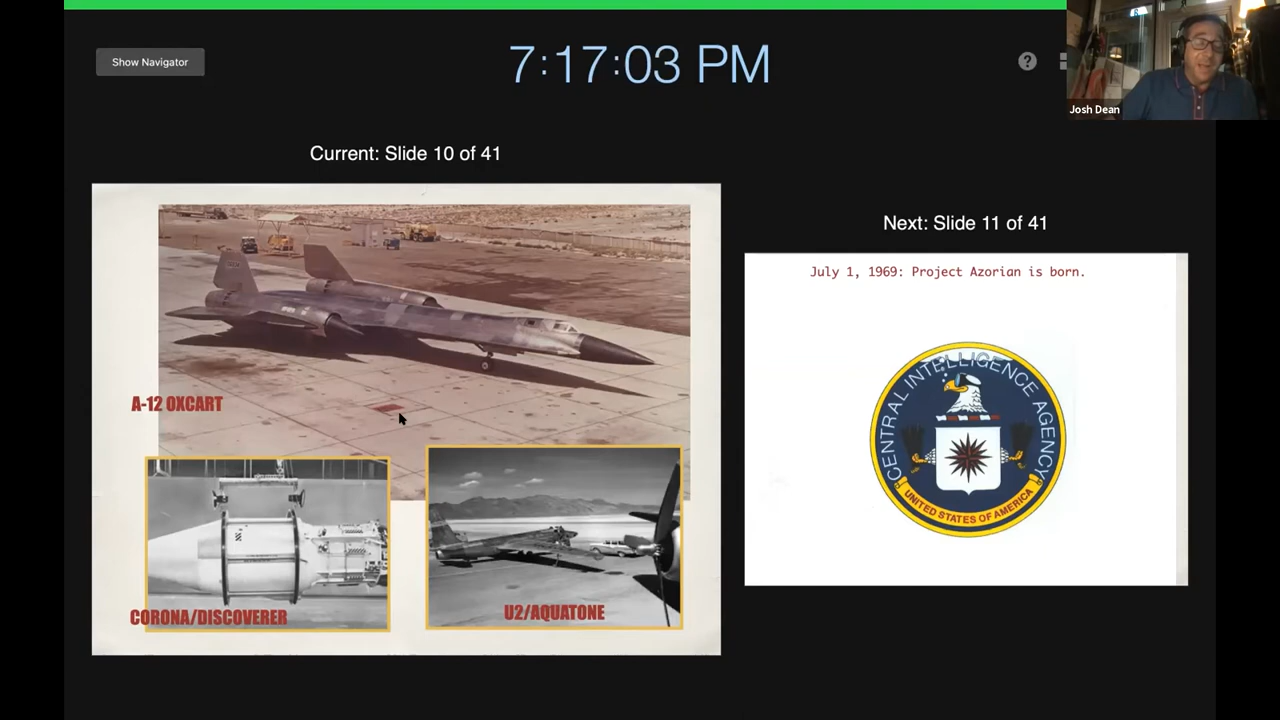 Show Navigator
7:17:03 PM
?
Josh Dean
Current: Slide 10 of 41
Next: Slide 11 of 41
A-12 OXCART
CORONA/DISCOVERER
U2/AQUATONE
July 1, 1969: Project Azorian is born.
CENTRAL INTELLIGENCE AGENCY
UNITED STATES OF AMERICA